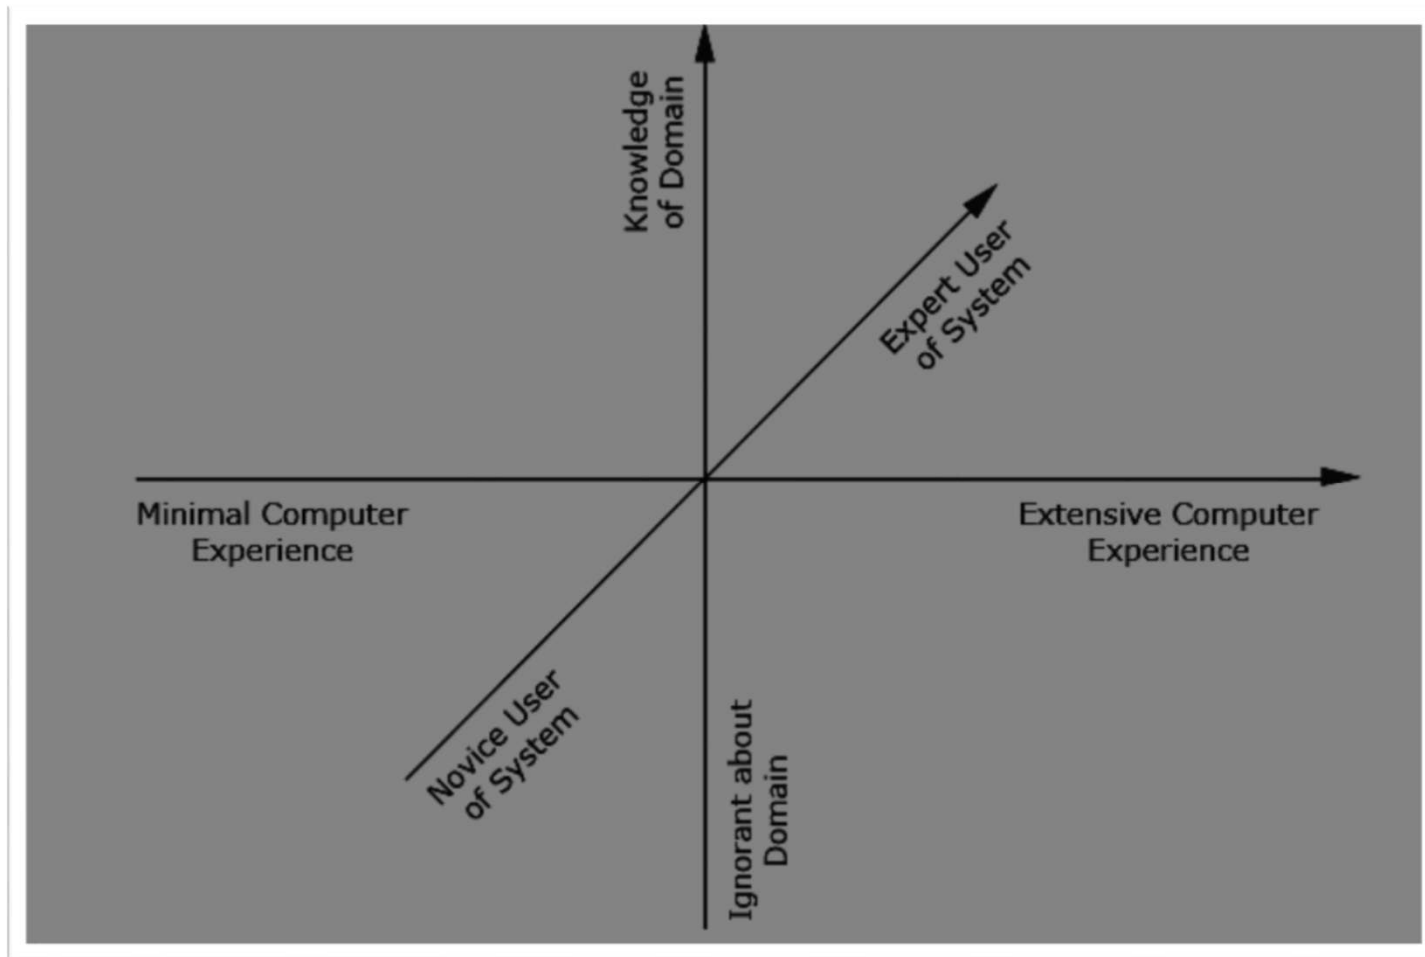 Knowledge
of Domain
Expert User
of System
Minimal Computer
Experience
Extensive Computer
Experience
Novice User
of System
Ignorant about
Domain